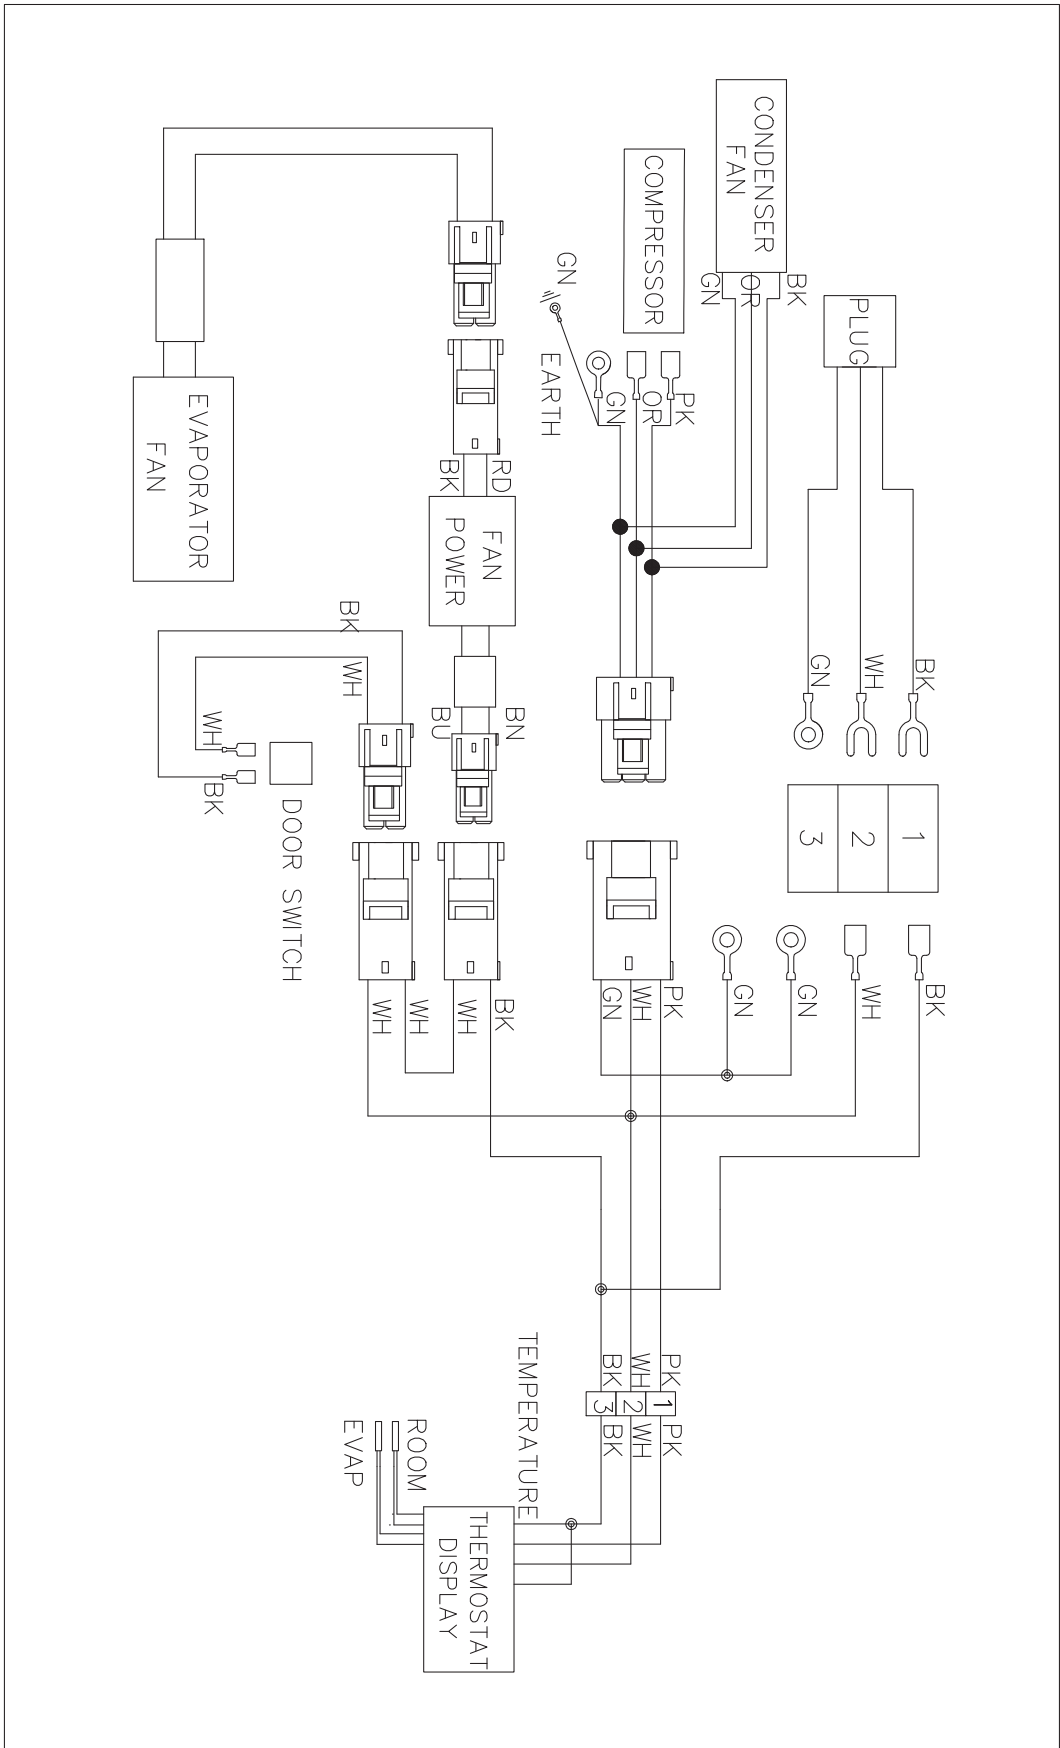 PLUG
BK
WH
GN
1
2
3
BK
WH
GN
GN
CONDENSER
FAN
BK
OR
GN
COMPRESSOR
PK
OR
GN
GN
EARTH
PK
WH
GN
PK
WH
BK
1
2
3
PK
WH
BK
RD
BK
FAN
POWER
BN
BU
BK
WH
WH
WH
EVAPORATOR
FAN
BK
WH
WH
BK
DOOR SWITCH
TEMPERATURE
ROOM
EVAP
THERMOSTAT
DISPLAY